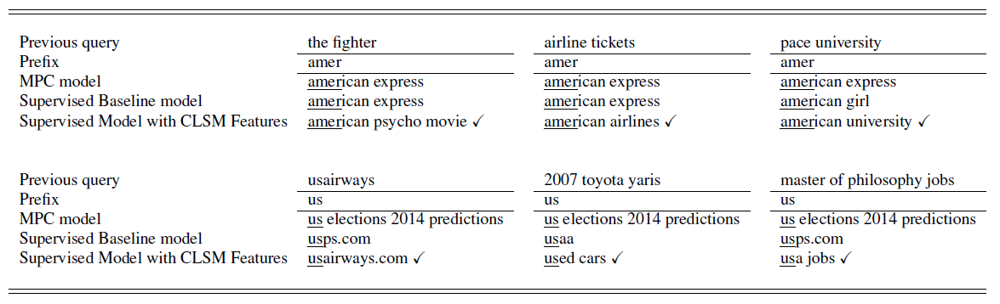 Previous query the fighter airline tickets pace university
Prefix amer amer amer
MPC model american express american express american express
Supervised Baseline model american express american express american girl
Supervised Model with CLSM Features american psycho movie ✓ american airlines ✓ american university ✓
Previous query usairways 2007 toyota yaris master of philosophy jobs
Prefix us us us
MPC model us elections 2014 predictions us elections 2014 predictions us elections 2014 predictions
Supervised Baseline model usps.com usaa usps.com
Supervised Model with CLSM Features usairways.com ✓ used cars ✓ usa jobs ✓